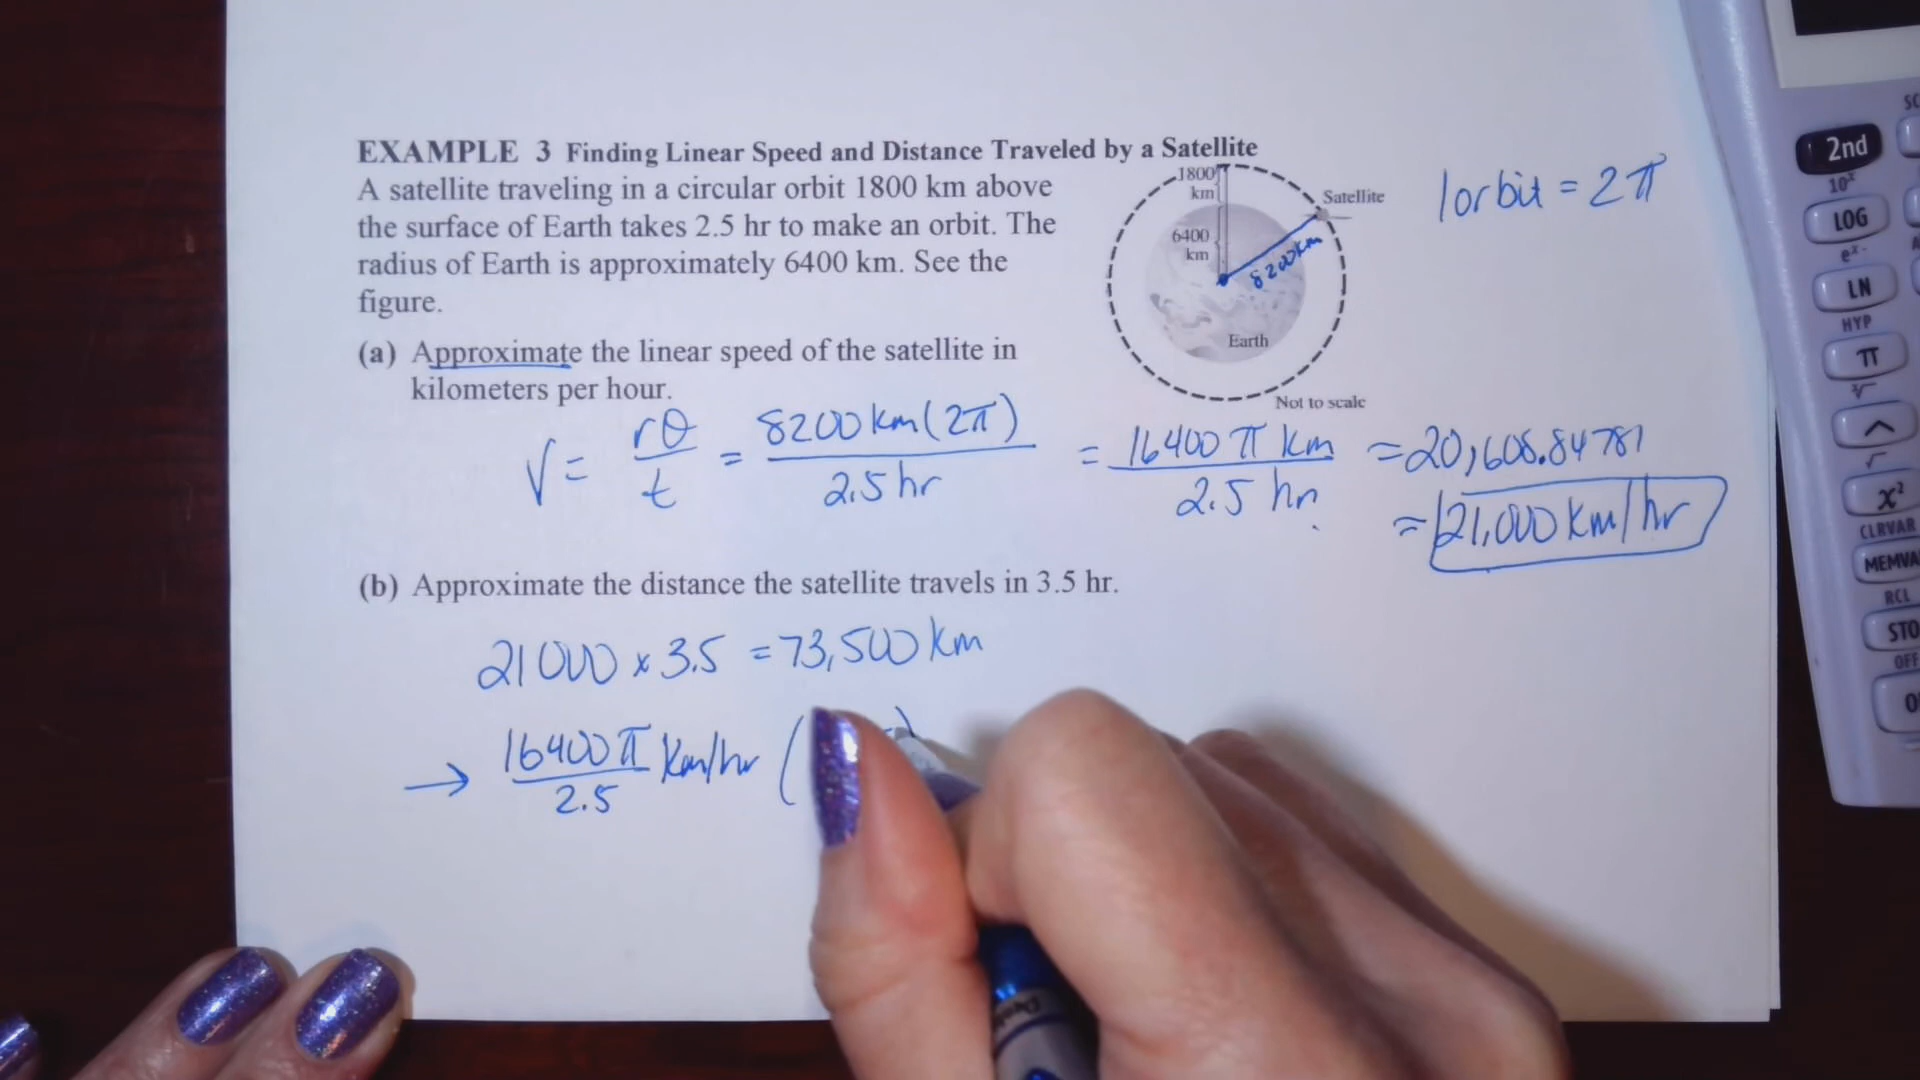 EXAMPLE 3 Finding Linear Speed and Distance Traveled by a Satellite
A satellite traveling in a circular orbit 1800 km above
the surface of Earth takes 2.5 hr to make an orbit. The
radius of Earth is approximately 6400 km. See the
figure.
1800
km
Satellite
6400
km
8200km
Earth
Not to scale
1 orbit = 2π
(a) Approximate the linear speed of the satellite in
kilometers per hour.
V = rθ/t = 8200 km (2π)/2.5 hr = 16400 π km/2.5 hr = 20,608.84781
≈ 21,000 km/hr
(b) Approximate the distance the satellite travels in 3.5 hr.
21000 x 3.5 = 73,500 km
→ 16400π/2.5 km/hr (
2nd
10ˣ
LOG
eˣ
LN
HYP
π
^
√
x²
CLRVAR
MEMVA
RCL
STO
OFF